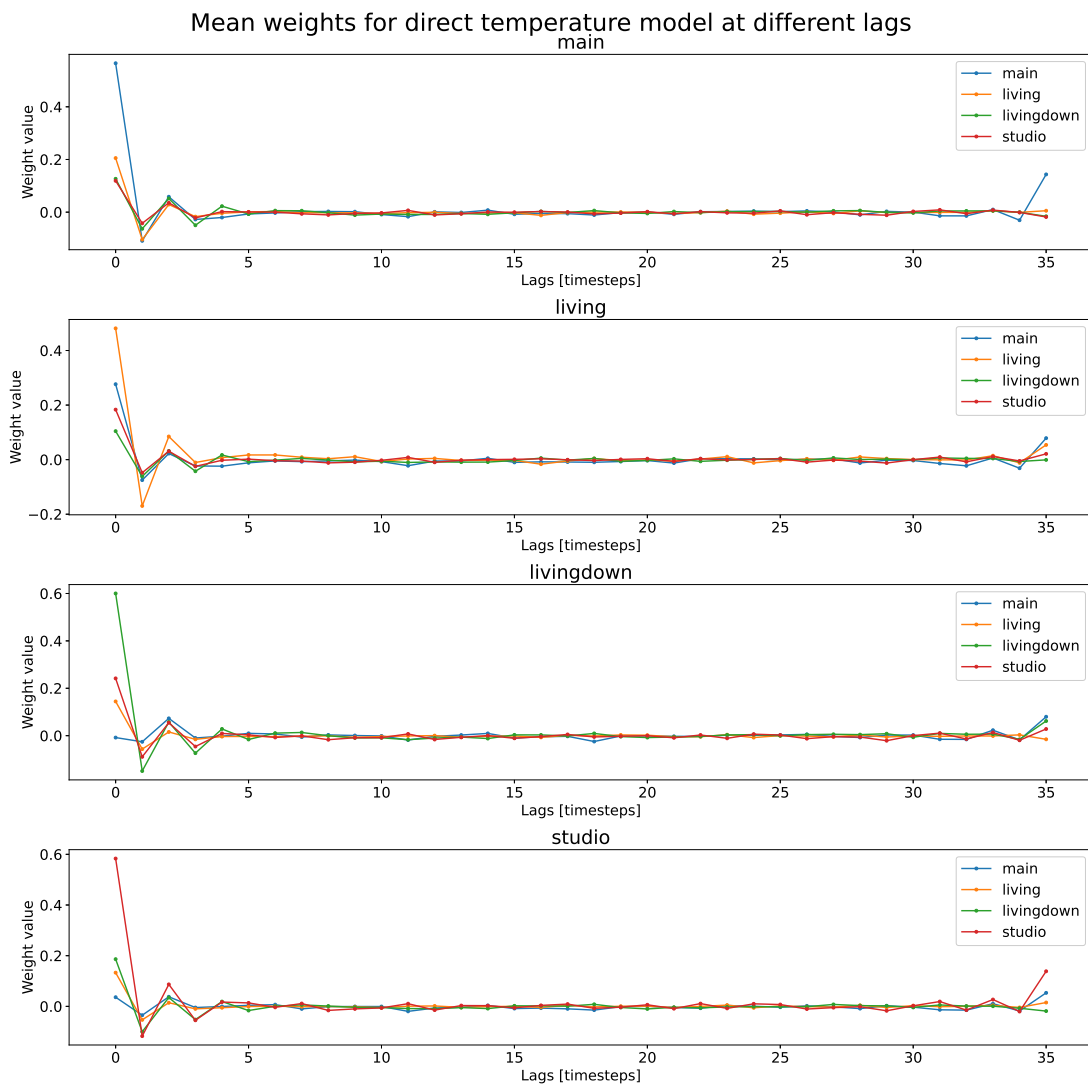 Mean weights for direct temperature model at different lags
main
Weight value
0.4
0.2
0.0
main
living
livingdown
studio
0 5 10 15 20 25 30 35
Lags [timesteps]
living
Weight value
0.4
0.2
0.0
−0.2
main
living
livingdown
studio
0 5 10 15 20 25 30 35
Lags [timesteps]
livingdown
Weight value
0.6
0.4
0.2
0.0
main
living
livingdown
studio
0 5 10 15 20 25 30 35
Lags [timesteps]
studio
Weight value
0.6
0.4
0.2
0.0
main
living
livingdown
studio
0 5 10 15 20 25 30 35
Lags [timesteps]